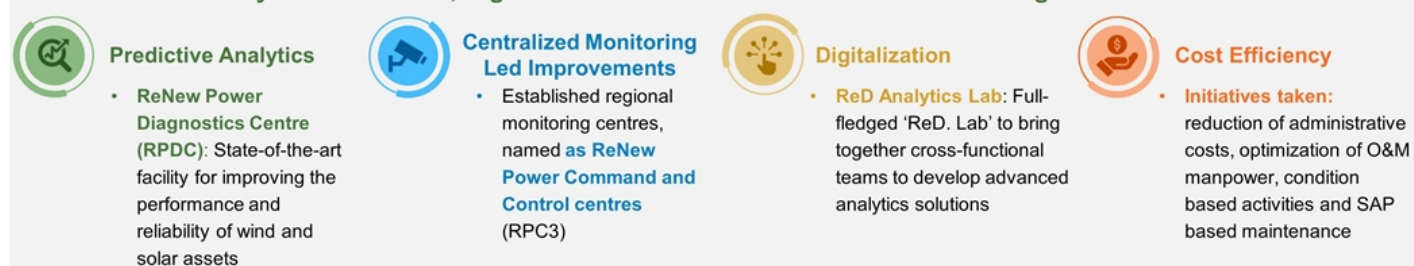 Predictive Analytics
• ReNew Power
Diagnostics Centre
(RPDC): State-of-the-art
facility for improving the
performance and
reliability of wind and
solar assets
Centralized Monitoring
Led Improvements
• Established regional
monitoring centres,
named as ReNew
Power Command and
Control centres
(RPC3)
Digitalization
• ReD Analytics Lab: Full-
fledged ‘ReD. Lab’ to bring
together cross-functional
teams to develop advanced
analytics solutions
Cost Efficiency
• Initiatives taken:
reduction of administrative
costs, optimization of O&M
manpower, condition
based activities and SAP
based maintenance